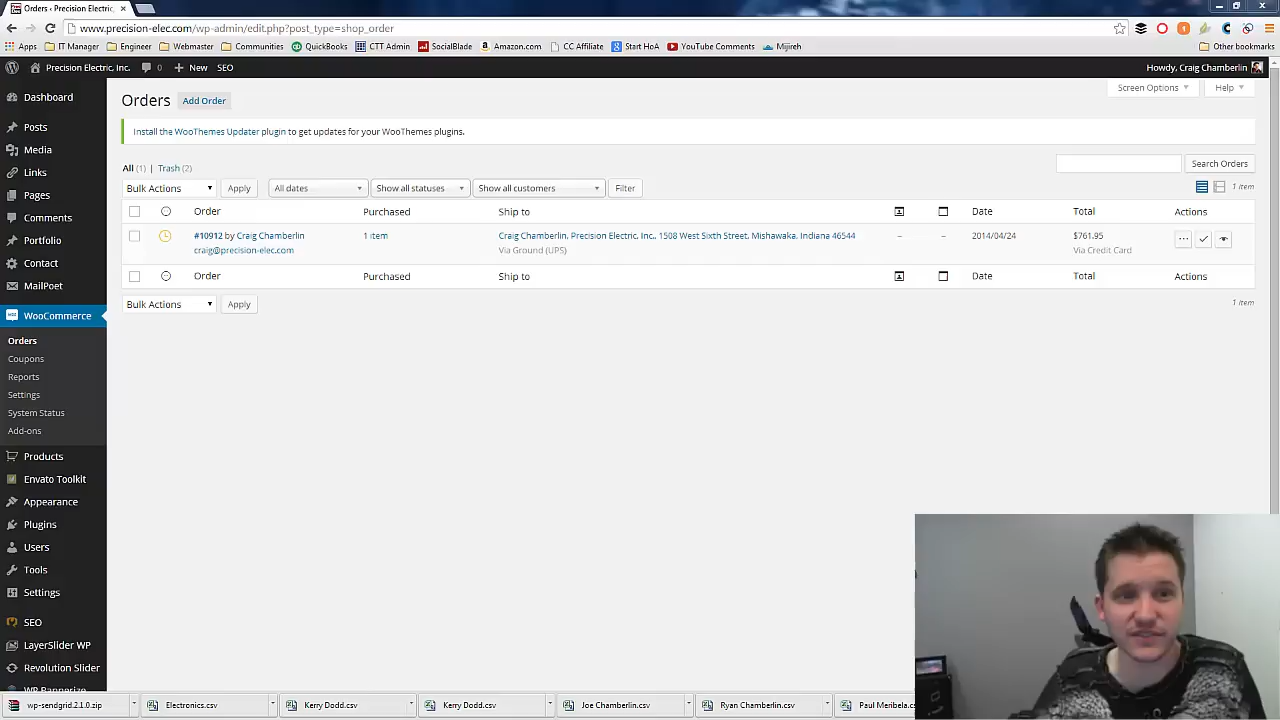 Orders ‹ Precision Electric,
www.precision-elec.com/wp-admin/edit.php?post_type=shop_order
Apps IT Manager Engineer Webmaster Communities QuickBooks CTT Admin SocialBlade Amazon.com CC Affiliate Start HoA YouTube Comments Mijireh Other bookmarks
Precision Electric, Inc. 0 New SEO Howdy, Craig Chamberlin
Screen Options Help
Orders Add Order
Install the WooThemes Updater plugin to get updates for your WooThemes plugins.
All (1) | Trash (2)
Search Orders
Bulk Actions Apply All dates Show all statuses Show all customers Filter 1 item
Order Purchased Ship to Date Total Actions
#10912 by Craig Chamberlin 1 item Craig Chamberlin, Precision Electric, Inc., 1508 West Sixth Street, Mishawaka, Indiana 46544 – – 2014/04/24 $761.95
craig@precision-elec.com Via Ground (UPS) Via Credit Card
Order Purchased Ship to Date Total Actions
Bulk Actions Apply 1 item
Dashboard
Posts
Media
Links
Pages
Comments
Portfolio
Contact
MailPoet
WooCommerce
Orders
Coupons
Reports
Settings
System Status
Add-ons
Products
Envato Toolkit
Appearance
Plugins
Users
Tools
Settings
SEO
LayerSlider WP
Revolution Slider
WP Bannerize
wp-sendgrid.2.1.0.zip Electronics.csv Kerry Dodd.csv Kerry Dodd.csv Joe Chamberlin.csv Ryan Chamberlin.csv Paul Meribela.cs